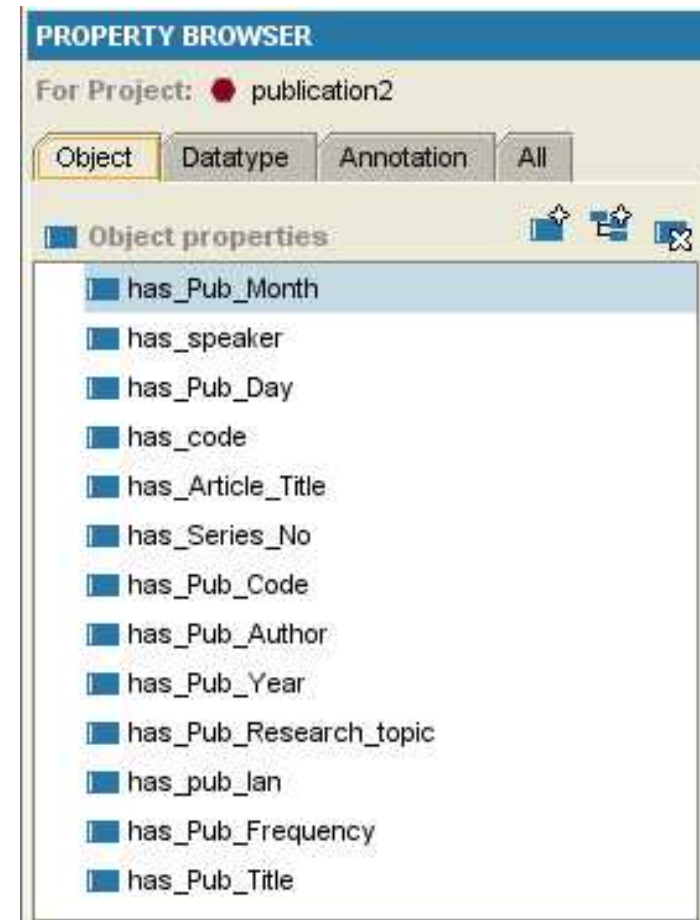 PROPERTY BROWSER
For Project: publication2
Object Datatype Annotation All
Object properties
has_Pub_Month
has_speaker
has_Pub_Day
has_code
has_Article_Title
has_Series_No
has_Pub_Code
has_Pub_Author
has_Pub_Year
has_Pub_Research_topic
has_pub_lan
has_Pub_Frequency
has_Pub_Title